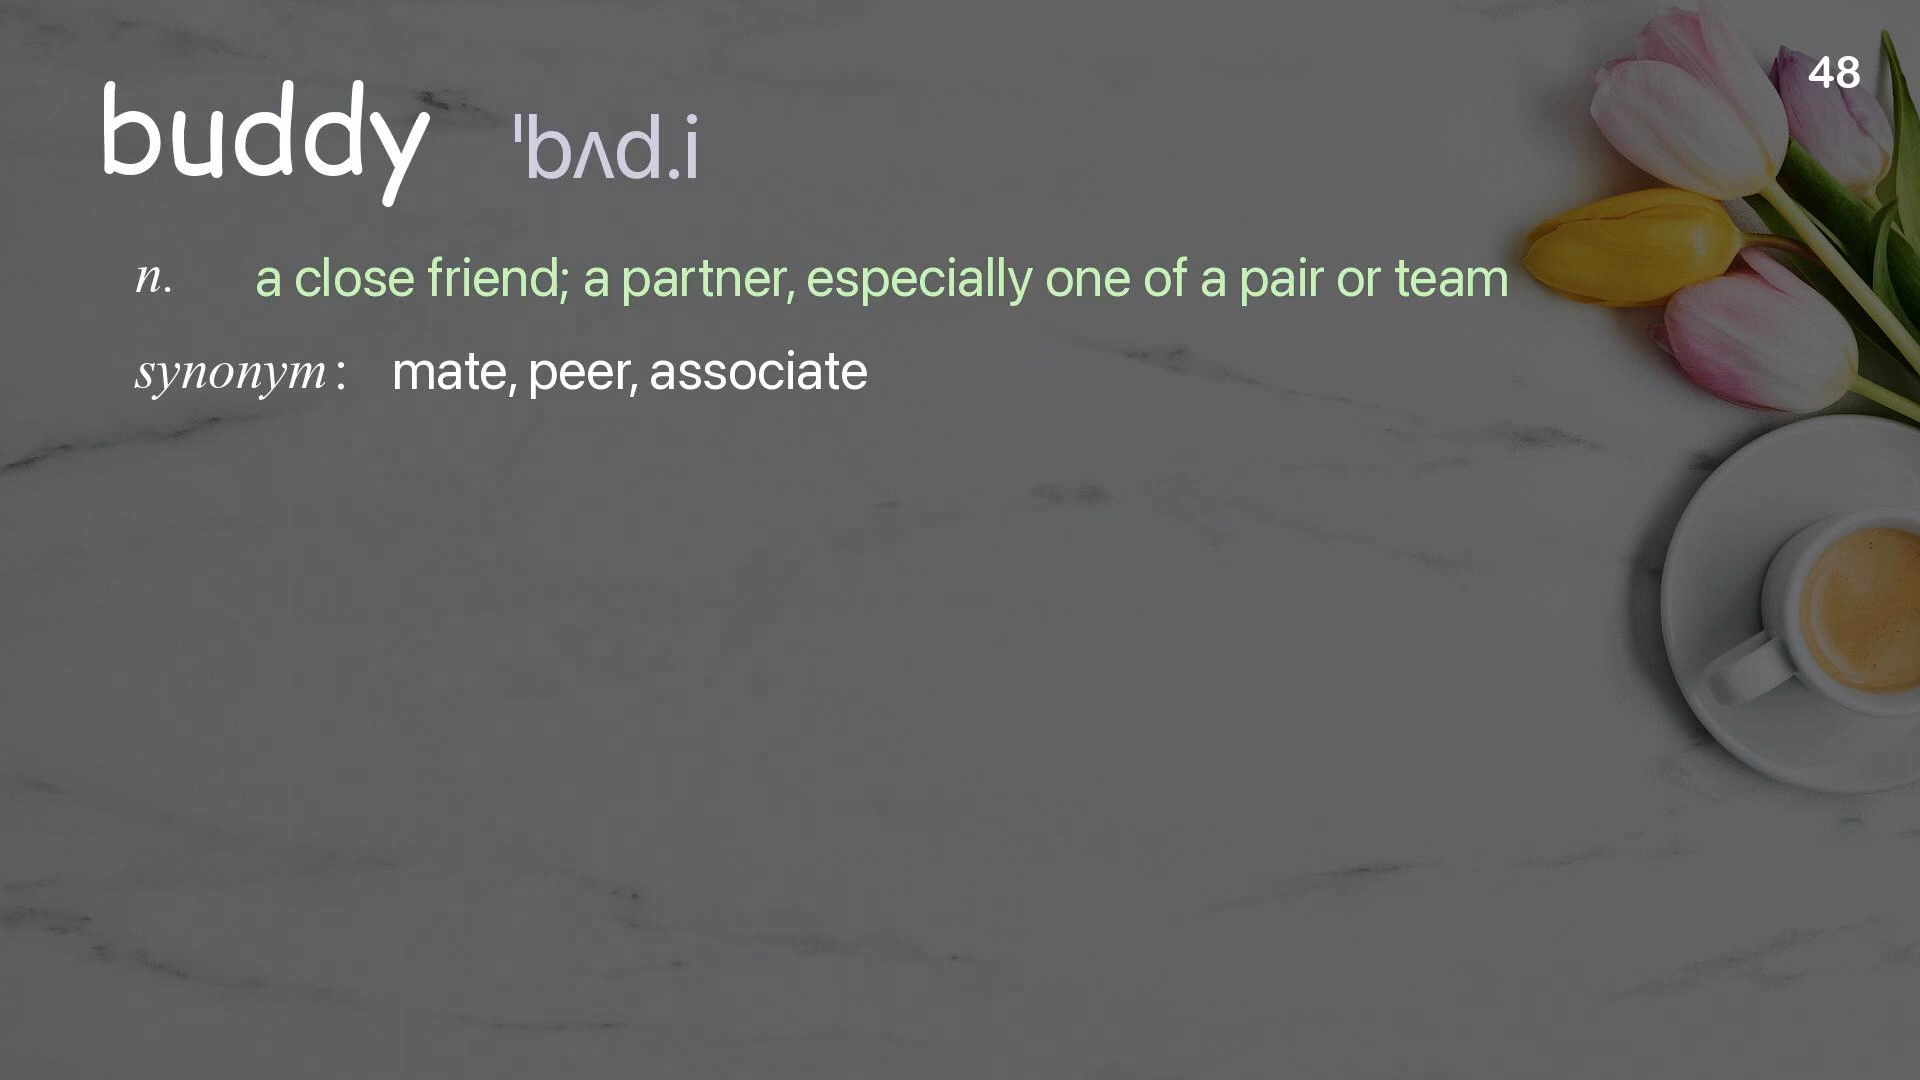 48
buddy ˈbʌd.i
n. a close friend; a partner, especially one of a pair or team
synonym : mate, peer, associate